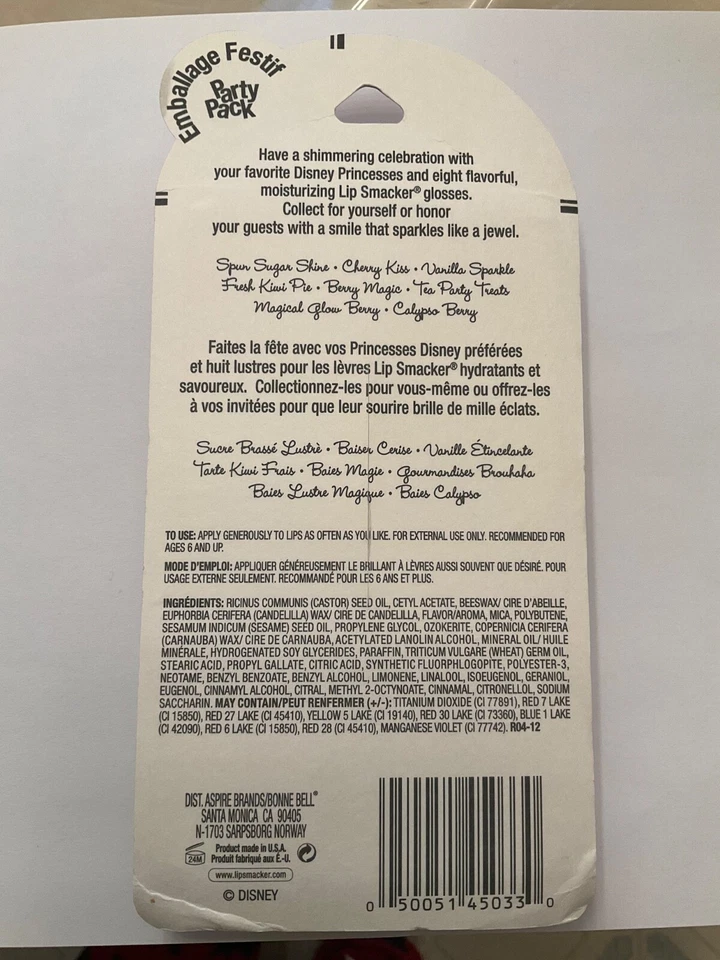 Emballage Festif
Party
Pack
Have a shimmering celebration with
your favorite Disney Princesses and eight flavorful,
moisturizing Lip Smacker® glosses.
Collect for yourself or honor
your guests with a smile that sparkles like a jewel.
Spun Sugar Shine • Cherry Kiss • Vanilla Sparkle
Fresh Kiwi Pie • Berry Magic • Tea Party Treats
Magical Glow Berry • Calypso Berry
Faites la fête avec vos Princesses Disney préférées
et huit lustres pour les lèvres Lip Smacker® hydratants et
savoureux. Collectionnez-les pour vous-même ou offrez-les
à vos invitées pour que leur sourire brille de mille éclats.
Sucre Brassé Lustrè • Baiser Cerise • Vanille Étincelante
Tarte Kiwi Frais • Baies Magie • Gourmandises Brouhaha
Baies Lustre Magique • Baies Calypso
TO USE: APPLY GENEROUSLY TO LIPS AS OFTEN AS YOU LIKE. FOR EXTERNAL USE ONLY. RECOMMENDED FOR
AGES 6 AND UP.
MODE D'EMPLOI: APPLIQUER GÉNÉREUSEMENT LE BRILLANT À LÈVRES AUSSI SOUVENT QUE DÉSIRÉ. POUR
USAGE EXTERNE SEULEMENT. RECOMMANDÉ POUR LES 6 ANS ET PLUS.
INGRÉDIENTS: RICINUS COMMUNIS (CASTOR) SEED OIL, CETYL ACETATE, BEESWAX/ CIRE D'ABEILLE,
EUPHORBIA CERIFERA (CANDELILLA) WAX/ CIRE DE CANDELILLA, FLAVOR/AROMA, MICA, POLYBUTENE,
SESAMUM INDICUM (SESAME) SEED OIL, PROPYLENE GLYCOL, OZOKERITE, COPERNICIA CERIFERA
(CARNAUBA) WAX/ CIRE DE CARNAUBA, ACETYLATED LANOLIN ALCOHOL, MINERAL OIL/ HUILE
MINÉRALE, HYDROGENATED SOY GLYCERIDES, PARAFFIN, TRITICUM VULGARE (WHEAT) GERM OIL,
STEARIC ACID, PROPYL GALLATE, CITRIC ACID, SYNTHETIC FLUORPHLOGOPITE, POLYESTER-3,
NEOTAME, BENZYL BENZOATE, BENZYL ALCOHOL, LIMONENE, LINALOOL, ISOEUGENOL, GERANIOL,
EUGENOL, CINNAMYL ALCOHOL, CITRAL, METHYL 2-OCTYNOATE, CINNAMAL, CITRONELLOL, SODIUM
SACCHARIN. MAY CONTAIN/PEUT RENFERMER (+/-): TITANIUM DIOXIDE (CI 77891), RED 7 LAKE
(CI 15850), RED 27 LAKE (CI 45410), YELLOW 5 LAKE (CI 19140), RED 30 LAKE (CI 73360), BLUE 1 LAKE
(CI 42090), RED 6 LAKE (CI 15850), RED 28 (CI 45410), MANGANESE VIOLET (CI 77742). R04-12
DIST. ASPIRE BRANDS/BONNE BELL®
SANTA MONICA CA 90405
N-1703 SARPSBORG NORWAY
24M
Product made in U.S.A.
Produit fabriqué aux É.-U.
www.lipsmacker.com
© DISNEY
0 50051 45033 0